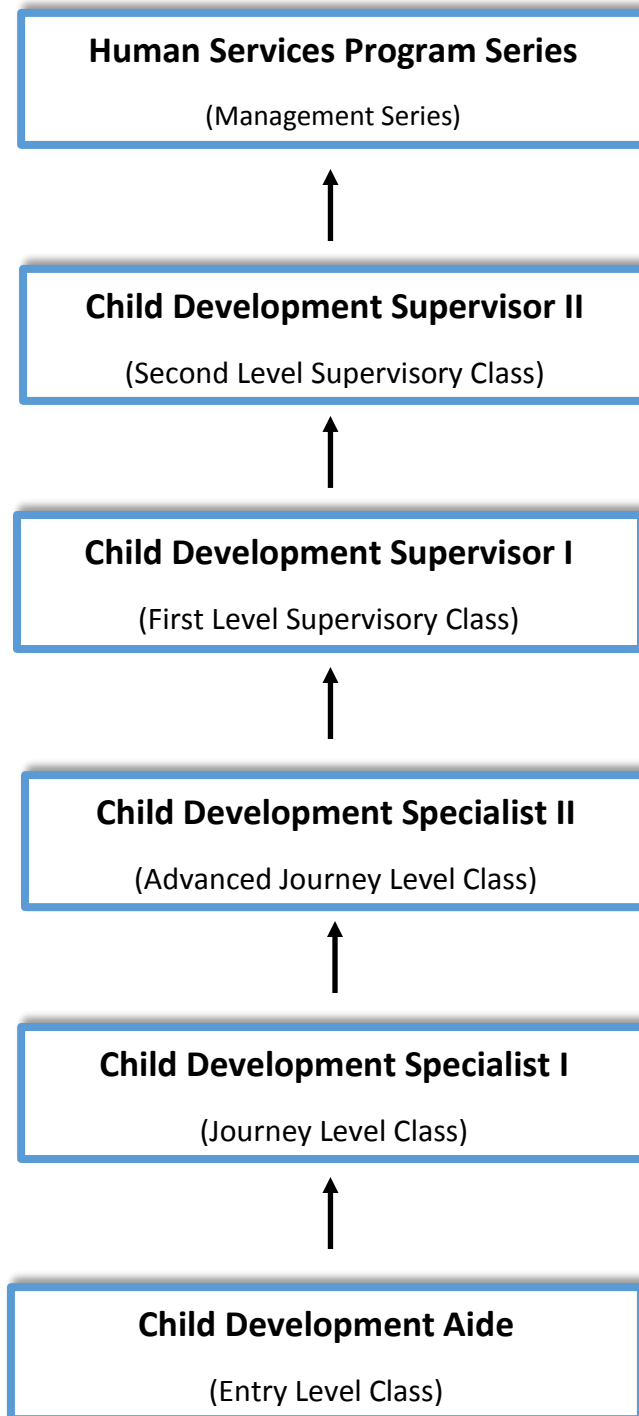 Human Services Program Series
(Management Series)
Child Development Supervisor II
(Second Level Supervisory Class)
Child Development Supervisor I
(First Level Supervisory Class)
Child Development Specialist II
(Advanced Journey Level Class)
Child Development Specialist I
(Journey Level Class)
Child Development Aide
(Entry Level Class)